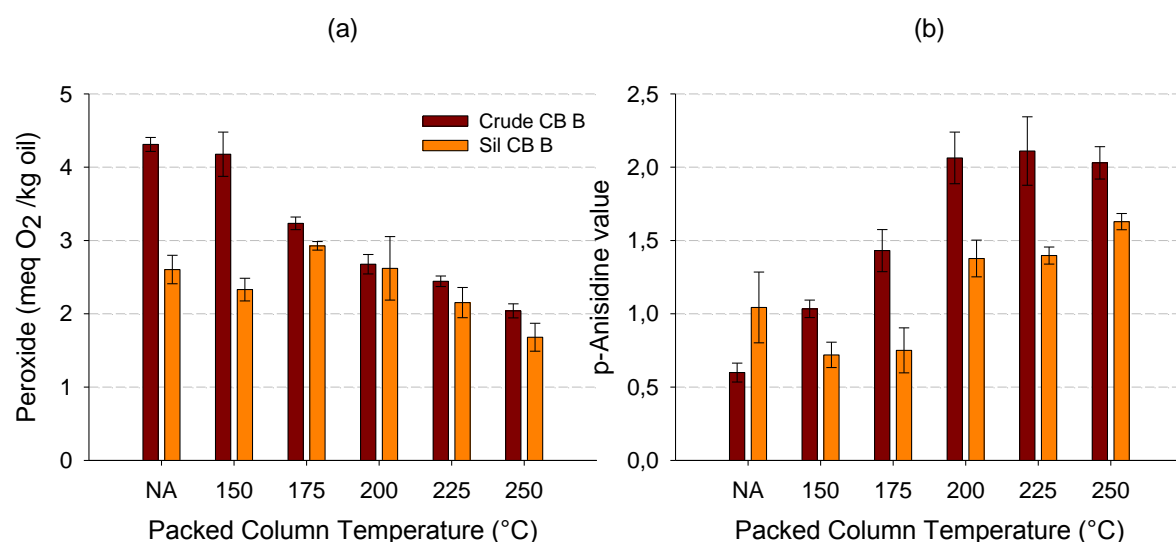 (a)
(b)
Peroxide (meq O2 /kg oil)
5
4
3
2
1
0
Crude CB B
Sil CB B
NA 150 175 200 225 250
Packed Column Temperature (°C)
p-Anisidine value
2,5
2,0
1,5
1,0
0,5
0,0
NA 150 175 200 225 250
Packed Column Temperature (°C)